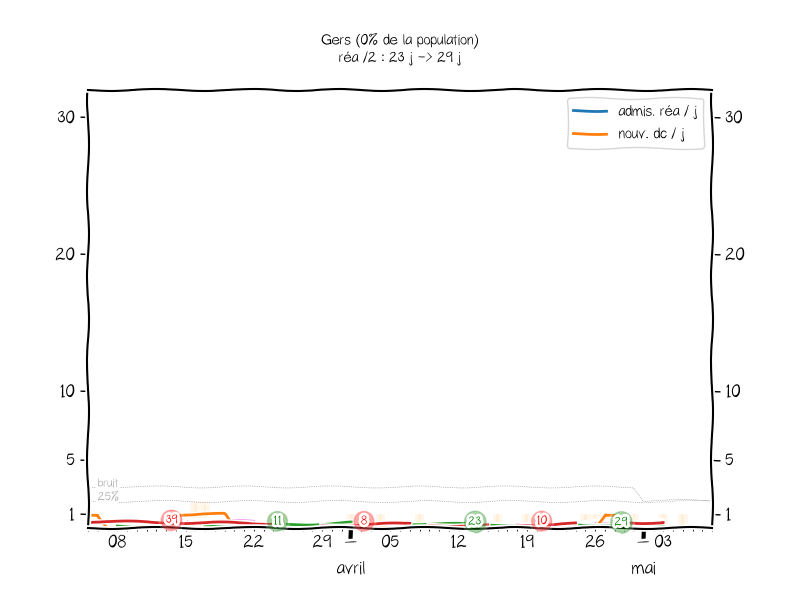 Gers (0% de la population)
réa /2 : 23 j -> 29 j
admis. réa / j
nouv. dc / j
30 30
20 20
10 10
5 5
bruit
25%
1 1
39 11 8 23 10 29
08 15 22 29 05 12 19 26 03
avril mai